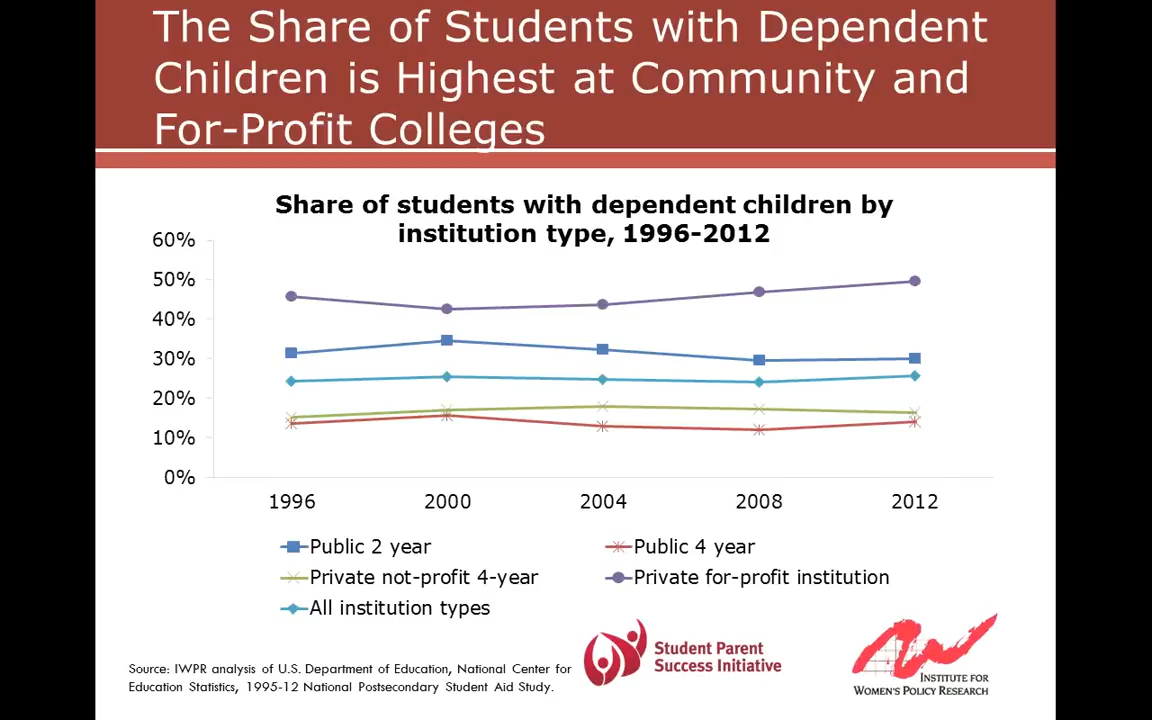 The Share of Students with Dependent
Children is Highest at Community and
For-Profit Colleges
Share of students with dependent children by
institution type, 1996-2012
60%
50%
40%
30%
20%
10%
0%
1996 2000 2004 2008 2012
Public 2 year
Public 4 year
Private not-profit 4-year
Private for-profit institution
All institution types
Source: IWPR analysis of U.S. Department of Education, National Center for
Education Statistics, 1995-12 National Postsecondary Student Aid Study.
Student Parent
Success Initiative
INSTITUTE FOR
WOMEN'S POLICY RESEARCH